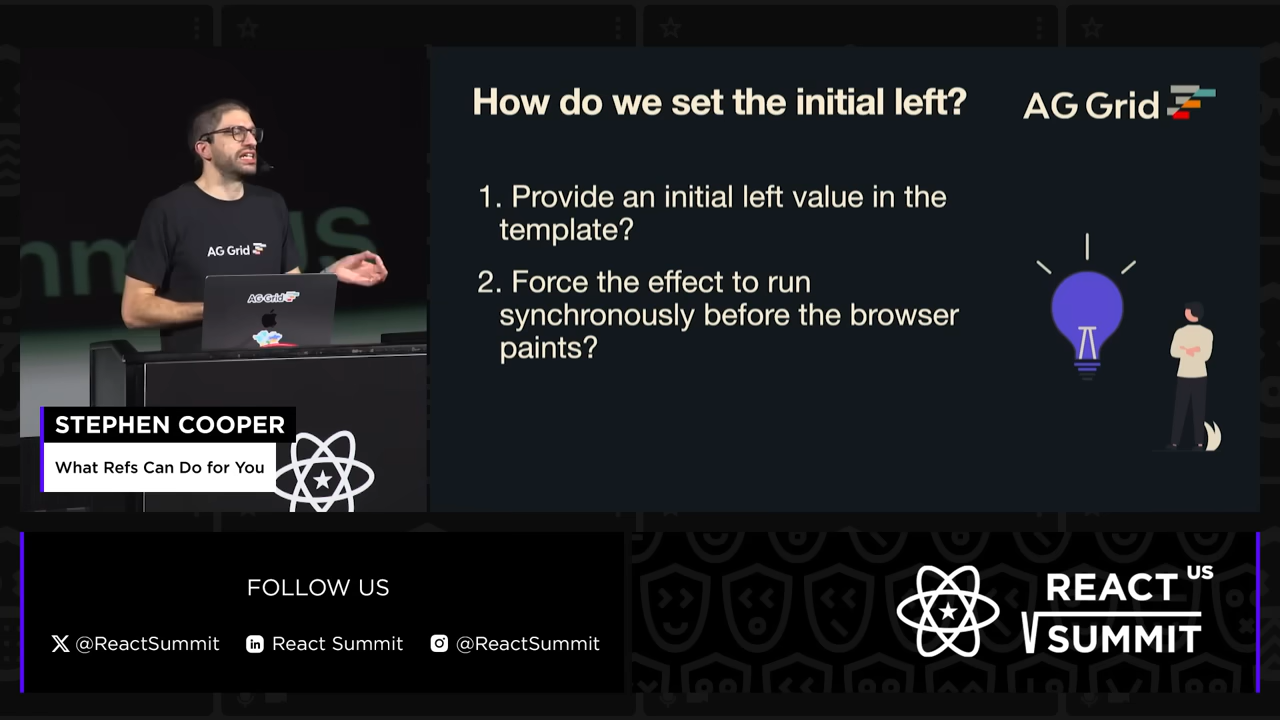 How do we set the initial left?
AG Grid
1. Provide an initial left value in the
template?
2. Force the effect to run
synchronously before the browser
paints?
AG Grid
AG Grid
US
STEPHEN COOPER
What Refs Can Do for You
FOLLOW US
@ReactSummit
React Summit
@ReactSummit
REACT US
SUMMIT